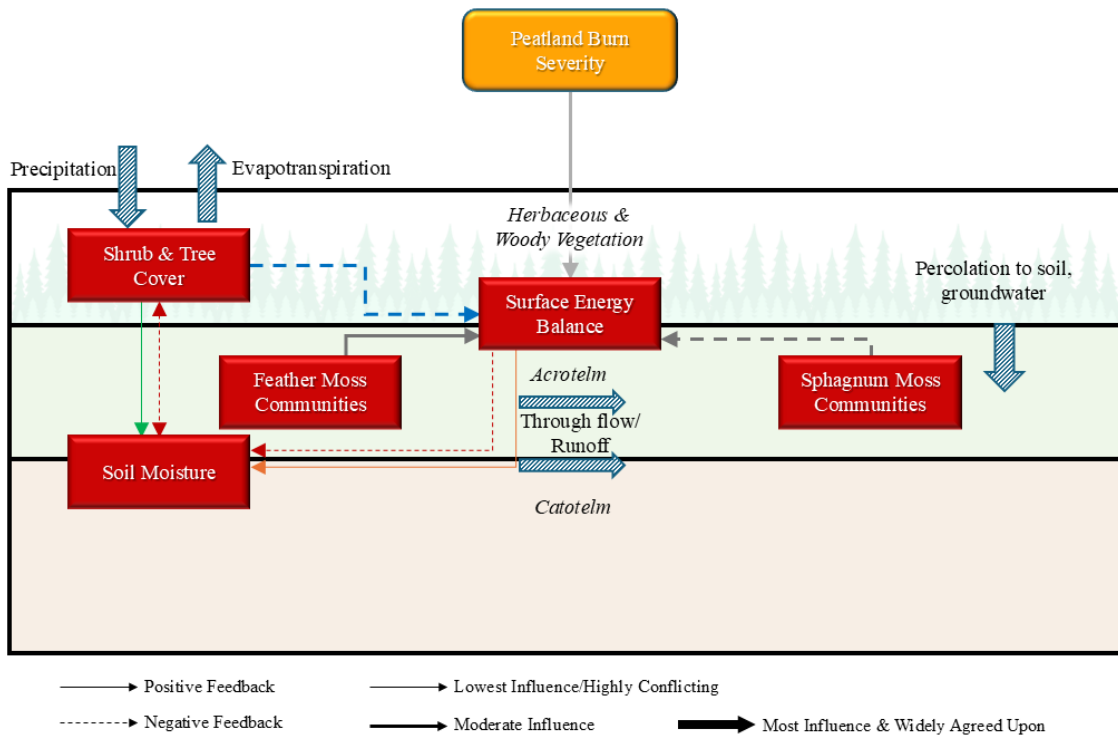 Peatland Burn
Severity
Precipitation
Evapotranspiration
Herbaceous &
Woody Vegetation
Shrub & Tree
Cover
Percolation to soil,
groundwater
Surface Energy
Balance
Feather Moss
Communities
Acrotelm
Sphagnum Moss
Communities
Through flow/
Runoff
Soil Moisture
Catotelm
Positive Feedback
Lowest Influence/Highly Conflicting
Negative Feedback
Moderate Influence
Most Influence & Widely Agreed Upon